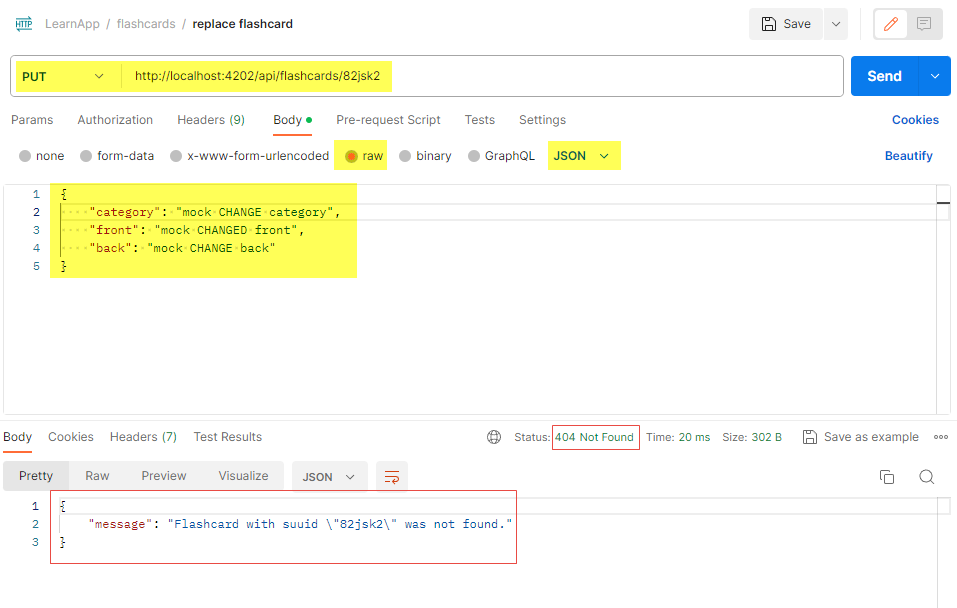 HTTP LearnApp / flashcards / replace flashcard Save
PUT http://localhost:4202/api/flashcards/82jsk2 Send
Params Authorization Headers (9) Body Pre-request Script Tests Settings Cookies
none form-data x-www-form-urlencoded raw binary GraphQL JSON Beautify
1 {
2 ····"category":·"mock·CHANGE·category",
3 ····"front":·"mock·CHANGED·front",
4 ····"back":·"mock·CHANGE·back"
5 }
Body Cookies Headers (7) Test Results Status: 404 Not Found Time: 20 ms Size: 302 B Save as example
Pretty Raw Preview Visualize JSON
1 {
2 "message": "Flashcard with suuid \"82jsk2\" was not found."
3 }